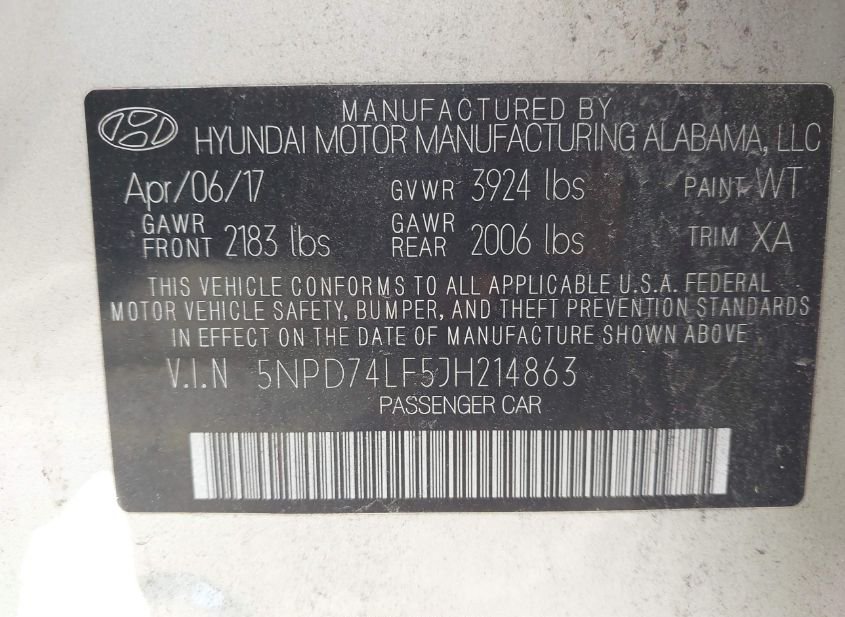 MANUFACTURED BY
HYUNDAI MOTOR MANUFACTURING ALABAMA, LLC
Apr/06/17 GVWR 3924 lbs PAINT WT
GAWR FRONT 2183 lbs GAWR REAR 2006 lbs TRIM XA
THIS VEHICLE CONFORMS TO ALL APPLICABLE U.S.A. FEDERAL
MOTOR VEHICLE SAFETY, BUMPER, AND THEFT PREVENTION STANDARDS
IN EFFECT ON THE DATE OF MANUFACTURE SHOWN ABOVE
V.I.N 5NPD74LF5JH214863
PASSENGER CAR